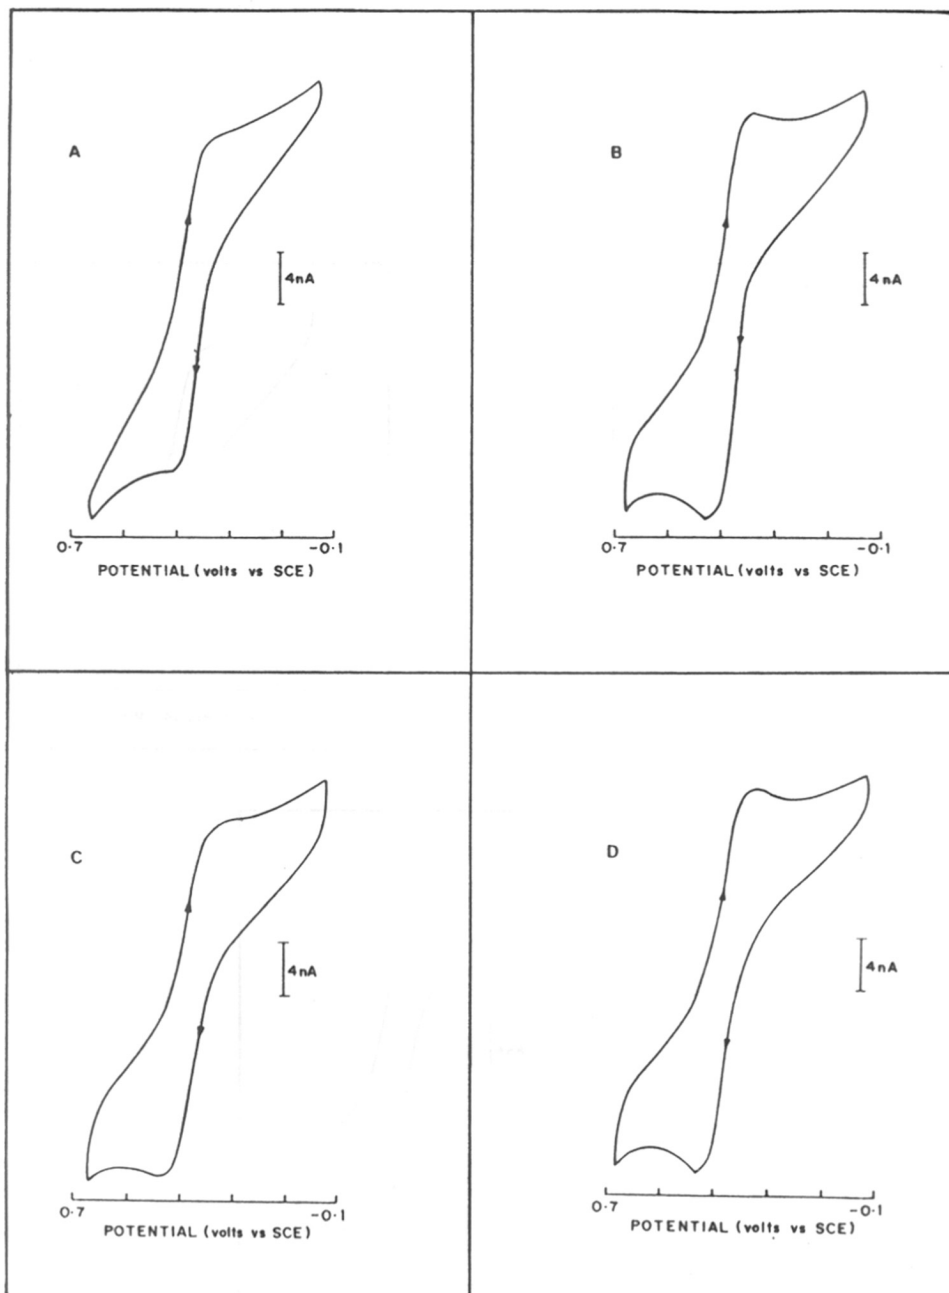 A
4nA
0.7
-0.1
POTENTIAL (volts vs SCE)
B
4nA
0.7
-0.1
POTENTIAL (volts vs SCE)
C
4nA
0.7
-0.1
POTENTIAL (volts vs SCE)
D
4nA
0.7
-0.1
POTENTIAL (volts vs SCE)